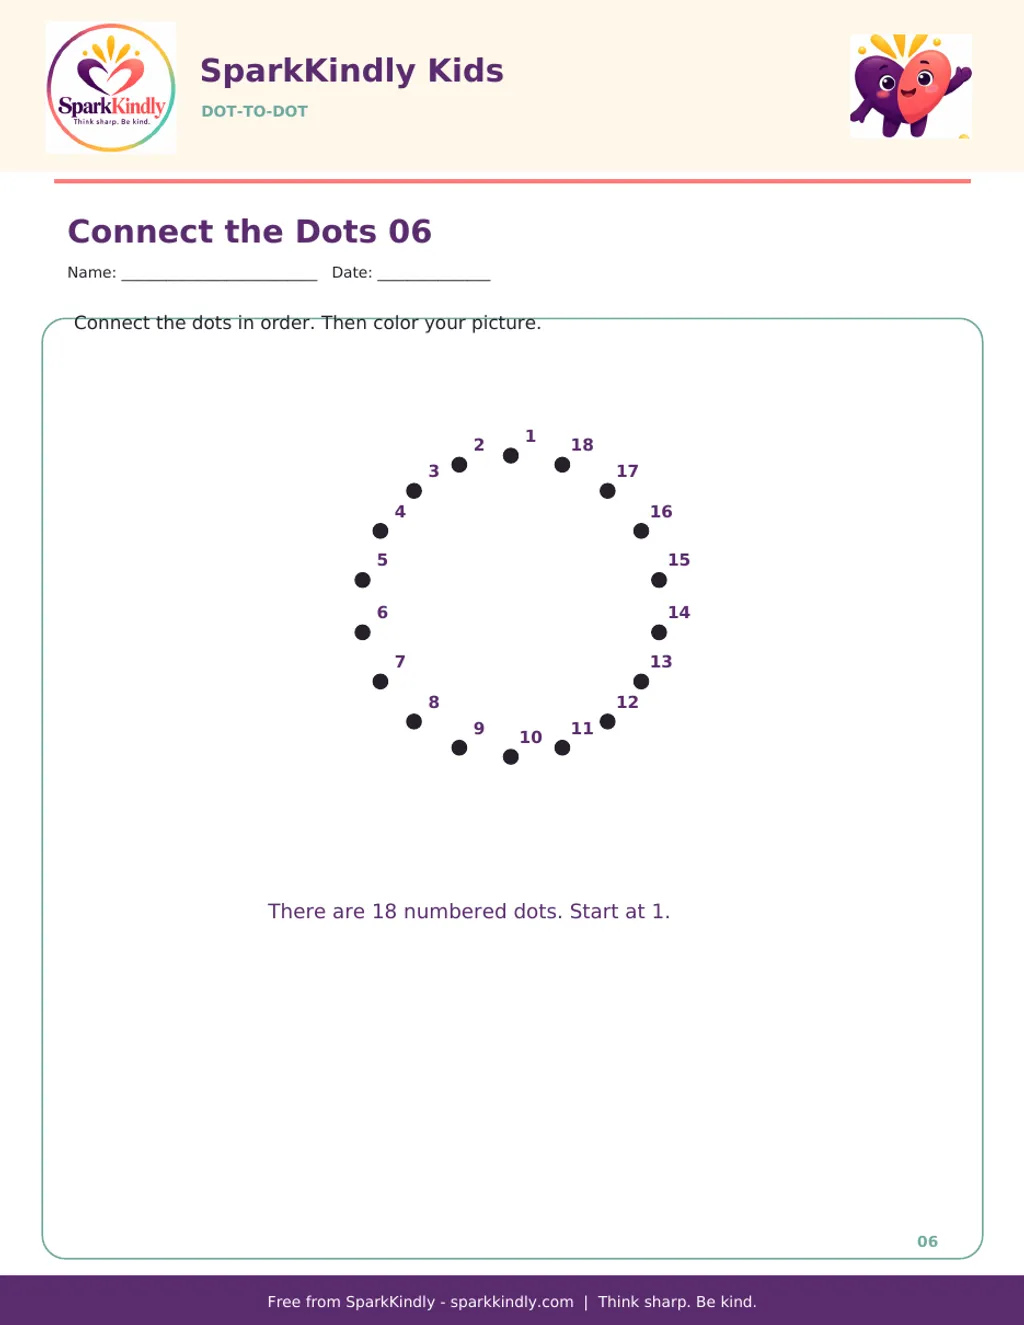 SparkKindly
Think sharp. Be kind.
SparkKindly Kids
DOT-TO-DOT
Connect the Dots 06
Name: __________________________ Date: _______________
Connect the dots in order. Then color your picture.
1
2
18
3
17
4
16
5
15
6
14
7
13
8
12
9
11
10
There are 18 numbered dots. Start at 1.
06
Free from SparkKindly - sparkkindly.com | Think sharp. Be kind.